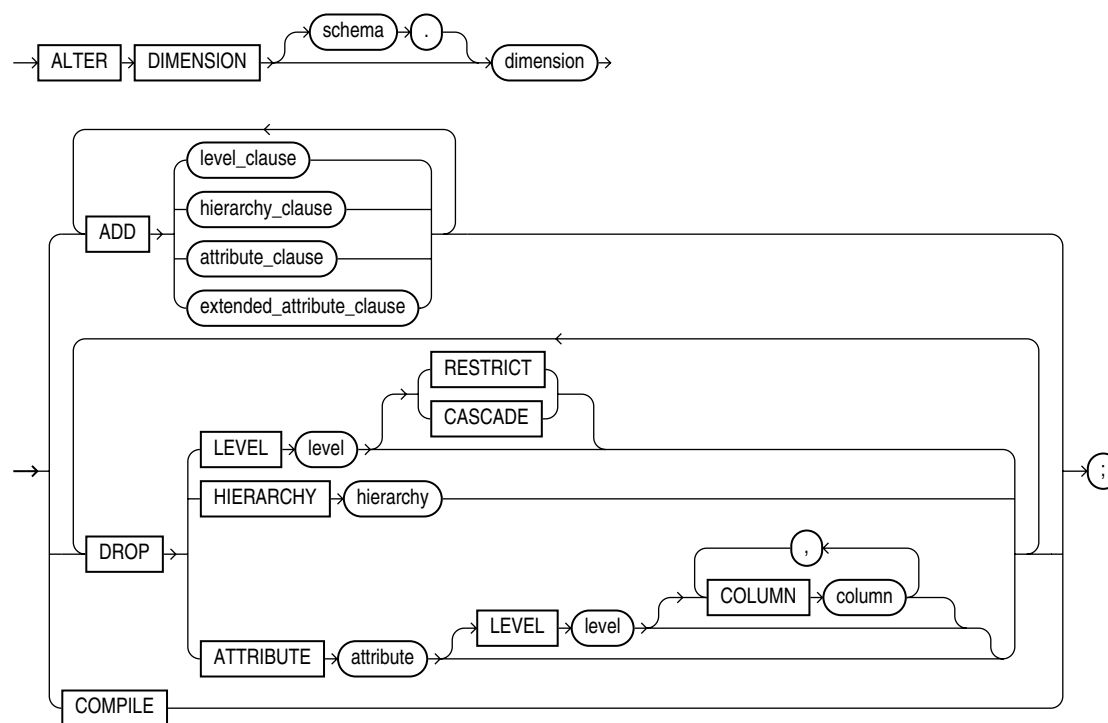 schema .
ALTER DIMENSION dimension
level_clause
hierarchy_clause
ADD
attribute_clause
extended_attribute_clause
RESTRICT
CASCADE
LEVEL level
HIERARCHY hierarchy
;
DROP
,
COLUMN column
LEVEL level
ATTRIBUTE attribute
COMPILE